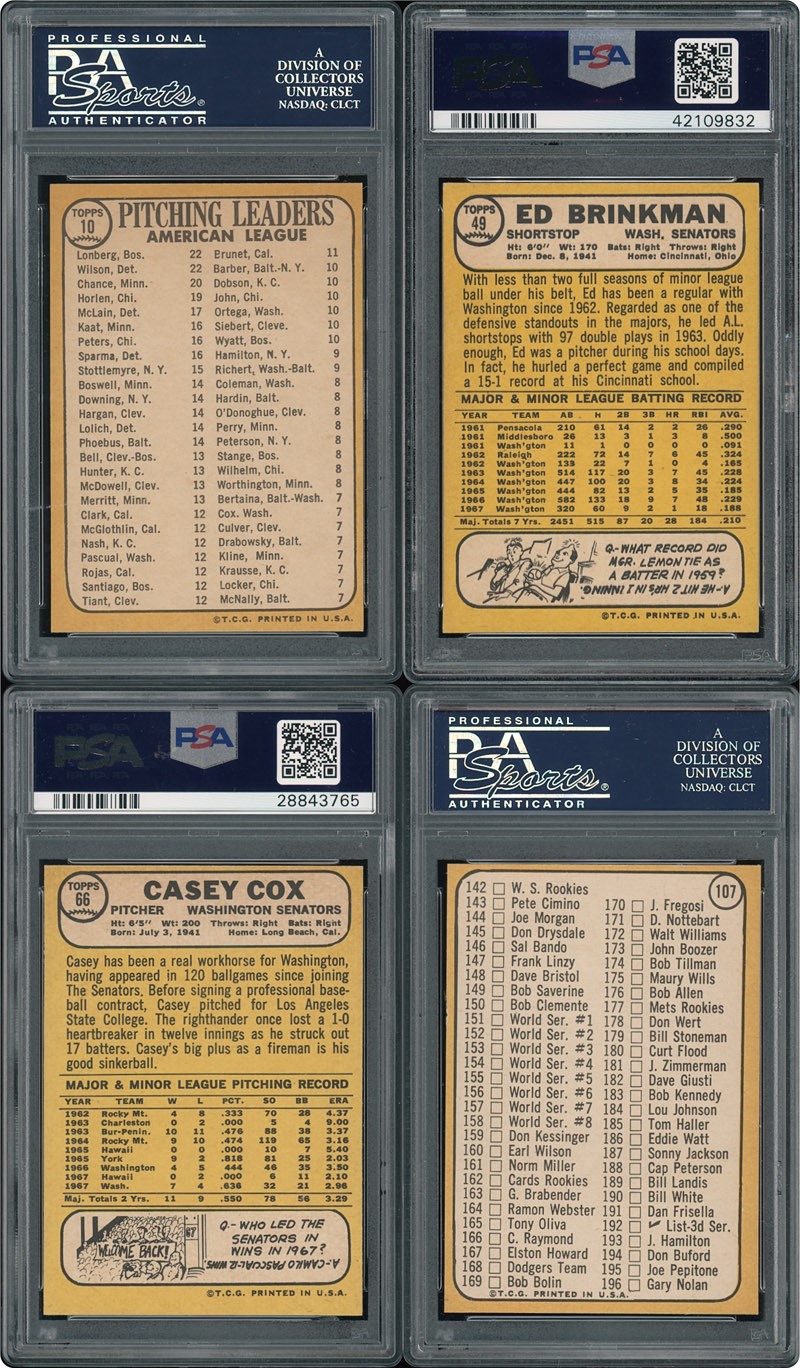 PROFESSIONAL
PSA
Sports®
AUTHENTICATOR
A
DIVISION OF
COLLECTORS
UNIVERSE
NASDAQ: CLCT
TOPPS
10
PITCHING LEADERS
AMERICAN LEAGUE
Lonberg, Bos. 22 Brunet, Cal. 11
Wilson, Det. 22 Barber, Balt.-N. Y. 10
Chance, Minn. 20 Dobson, K. C. 10
Horlen, Chi. 19 John, Chi. 10
McLain, Det. 17 Ortega, Wash. 10
Kaat, Minn. 16 Siebert, Cleve. 10
Peters, Chi. 16 Wyatt, Bos. 10
Sparma, Det. 16 Hamilton, N. Y. 9
Stottlemyre, N. Y. 15 Richert, Wash.-Balt. 9
Boswell, Minn. 14 Coleman, Wash. 8
Downing, N. Y. 14 Hardin, Balt. 8
Hargan, Clev. 14 O'Donoghue, Clev. 8
Lolich, Det. 14 Perry, Minn. 8
Phoebus, Balt. 14 Peterson, N. Y. 8
Bell, Clev.-Bos. 13 Stange, Bos. 8
Hunter, K. C. 13 Wilhelm, Chi. 8
McDowell, Clev. 13 Worthington, Minn. 8
Merritt, Minn. 13 Bertaina, Balt.-Wash. 7
Clark, Cal. 12 Cox. Wash. 7
McGlothlin, Cal. 12 Culver, Clev. 7
Nash, K. C. 12 Drabowsky, Balt. 7
Pascual, Wash. 12 Kline, Minn. 7
Rojas, Cal. 12 Krausse, K. C. 7
Santiago, Bos. 12 Locker, Chi. 7
Tiant, Clev. 12 McNally, Balt. 7
©T.C.G. PRINTED IN U.S.A.
PSA
PSA
42109832
TOPPS
49
ED BRINKMAN
SHORTSTOP WASH. SENATORS
Ht: 6'0" Wt: 170 Bats: Right Throws: Right
Born: Dec. 8, 1941 Home: Cincinnati, Ohio
With less than two full seasons of minor league
ball under his belt, Ed has been a regular with
Washington since 1962. Regarded as one of the
defensive standouts in the majors, he led A.L.
shortstops with 97 double plays in 1963. Oddly
enough, Ed was a pitcher during his school days.
In fact, he hurled a perfect game and compiled
a 15-1 record at his Cincinnati school.
MAJOR & MINOR LEAGUE BATTING RECORD
YEAR TEAM AB H 2B 3B HR RBI AVG.
1961 Pensacola 210 61 14 2 2 26 .290
1961 Middlesboro 26 13 3 1 3 8 .500
1961 Wash'gton 11 1 0 0 0 0 .091
1962 Raleigh 222 72 14 7 6 45 .324
1962 Wash'gton 133 22 7 1 0 4 .165
1963 Wash'gton 514 117 20 3 7 45 .228
1964 Wash'gton 447 100 20 3 8 34 .224
1965 Wash'gton 444 82 13 2 5 35 .185
1966 Wash'gton 582 133 18 9 7 48 .229
1967 Wash'gton 320 60 9 2 1 18 .188
Maj. Totals 7 Yrs. 2451 515 87 20 28 184 .210
Q.-WHAT RECORD DID
MGR. LEMON TIE AS
A BATTER IN 1959?
A.-HE HIT 2 HRS IN 1 INNING
©T.C.G. PRINTED IN U.S.A.
PSA
PSA
PSA
28843765
TOPPS
66
CASEY COX
PITCHER WASHINGTON SENATORS
Ht: 6'5" Wt: 200 Throws: Right Bats: Right
Born: July 3, 1941 Home: Long Beach, Cal.
Casey has been a real workhorse for Washington,
having appeared in 120 ballgames since joining
The Senators. Before signing a professional base-
ball contract, Casey pitched for Los Angeles
State College. The righthander once lost a 1-0
heartbreaker in twelve innings as he struck out
17 batters. Casey's big plus as a fireman is his
good sinkerball.
MAJOR & MINOR LEAGUE PITCHING RECORD
YEAR TEAM W L PCT. SO BB ERA
1962 Rocky Mt. 4 8 .333 70 28 4.37
1963 Charleston 0 2 .000 5 4 9.00
1963 Bur-Penin. 10 11 .476 88 38 3.37
1964 Rocky Mt. 9 10 .474 119 65 3.16
1965 Hawaii 0 0 .000 10 7 5.40
1965 York 9 2 .818 81 25 2.03
1966 Washington 4 5 .444 46 35 3.50
1967 Hawaii 0 2 .000 6 11 2.10
1967 Wash. 7 4 .636 32 21 2.96
Maj. Totals 2 Yrs. 11 9 .550 78 56 3.29
67
WELCOME BACK!
Q.-WHO LED THE
SENATORS IN
WINS IN 1967?
A.-CAMILO PASCUAL-12 WINS.
©T.C.G. PRINTED IN U.S.A.
PROFESSIONAL
PSA
Sports®
AUTHENTICATOR
A
DIVISION OF
COLLECTORS
UNIVERSE
NASDAQ: CLCT
107
142 W. S. Rookies
143 Pete Cimino
144 Joe Morgan
145 Don Drysdale
146 Sal Bando
147 Frank Linzy
148 Dave Bristol
149 Bob Saverine
150 Bob Clemente
151 World Ser. #1
152 World Ser. #2
153 World Ser. #3
154 World Ser. #4
155 World Ser. #5
156 World Ser. #6
157 World Ser. #7
158 World Ser. #8
159 Don Kessinger
160 Earl Wilson
161 Norm Miller
162 Cards Rookies
163 G. Brabender
164 Ramon Webster
165 Tony Oliva
166 C. Raymond
167 Elston Howard
168 Dodgers Team
169 Bob Bolin
170 J. Fregosi
171 D. Nottebart
172 Walt Williams
173 John Boozer
174 Bob Tillman
175 Maury Wills
176 Bob Allen
177 Mets Rookies
178 Don Wert
179 Bill Stoneman
180 Curt Flood
181 J. Zimmerman
182 Dave Giusti
183 Bob Kennedy
184 Lou Johnson
185 Tom Haller
186 Eddie Watt
187 Sonny Jackson
188 Cap Peterson
189 Bill Landis
190 Bill White
191 Dan Frisella
192 List-3d Ser.
193 J. Hamilton
194 Don Buford
195 Joe Pepitone
196 Gary Nolan
©T.C.G. PRINTED IN U.S.A.